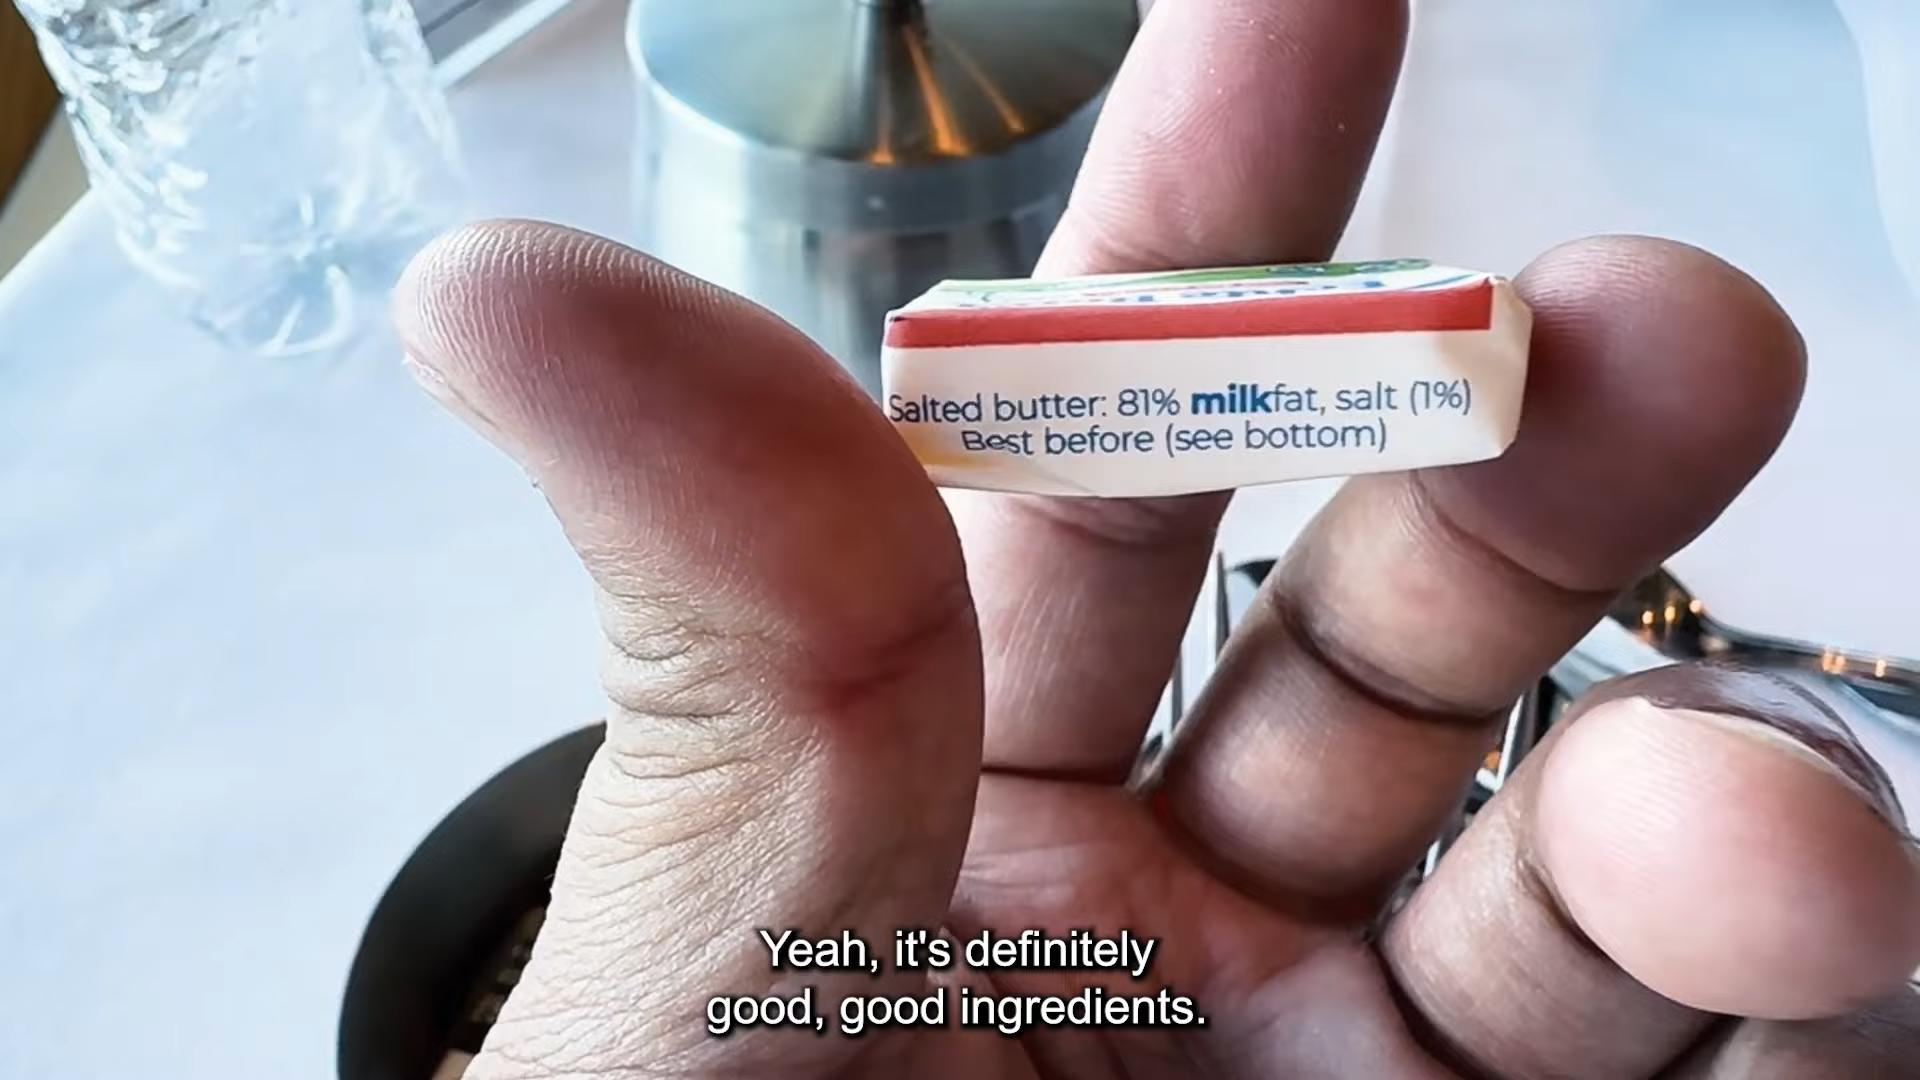 Salted butter: 81% milkfat, salt (1%)
Best before (see bottom)
Yeah, it's definitely
good, good ingredients.